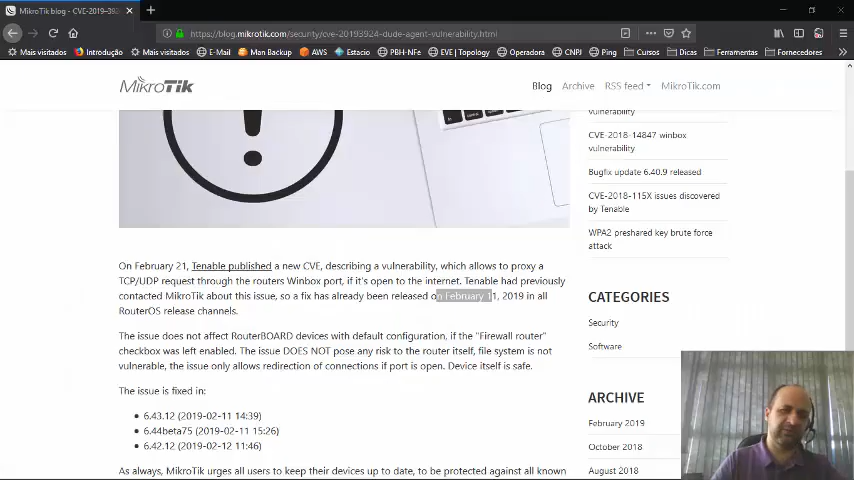 MikroTik blog - CVE-2019-392
https://blog.mikrotik.com/security/cve-20193924-dude-agent-vulnerability.html
Mais visitados Introdução Mais visitados E-Mail Man Backup AWS Estacio PBH-NFe EVE | Topology Operadora CNPJ Ping Cursos Dicas Ferramentas Fornecedores
MikroTik
Blog Archive RSS feed MikroTik.com
vulnerability
CVE-2018-14847 winbox
vulnerability
Bugfix update 6.40.9 released
CVE-2018-115X issues discovered
by Tenable
WPA2 preshared key brute force
attack
On February 21, Tenable published a new CVE, describing a vulnerability, which allows to proxy a
TCP/UDP request through the routers Winbox port, if it's open to the internet. Tenable had previously
contacted MikroTik about this issue, so a fix has already been released on February 11, 2019 in all
RouterOS release channels.
The issue does not affect RouterBOARD devices with default configuration, if the "Firewall router"
checkbox was left enabled. The issue DOES NOT pose any risk to the router itself, file system is not
vulnerable, the issue only allows redirection of connections if port is open. Device itself is safe.
The issue is fixed in:
6.43.12 (2019-02-11 14:39)
6.44beta75 (2019-02-11 15:26)
6.42.12 (2019-02-12 11:46)
As always, MikroTik urges all users to keep their devices up to date, to be protected against all known
CATEGORIES
Security
Software
ARCHIVE
February 2019
October 2018
August 2018